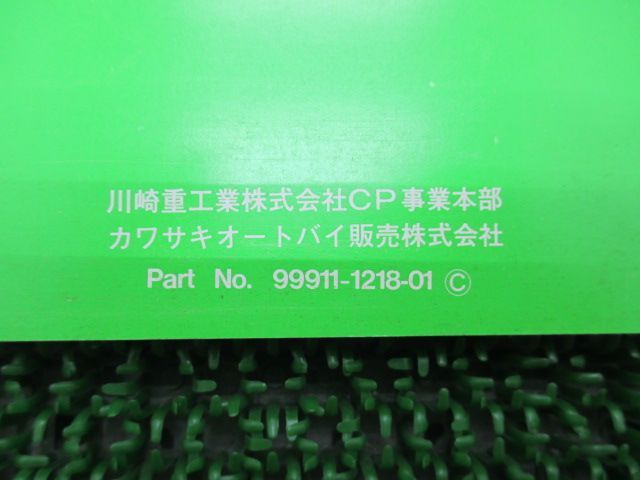 川崎重工業株式会社CP事業本部
カワサキオートバイ販売株式会社
Part No. 99911-1218-01 ©